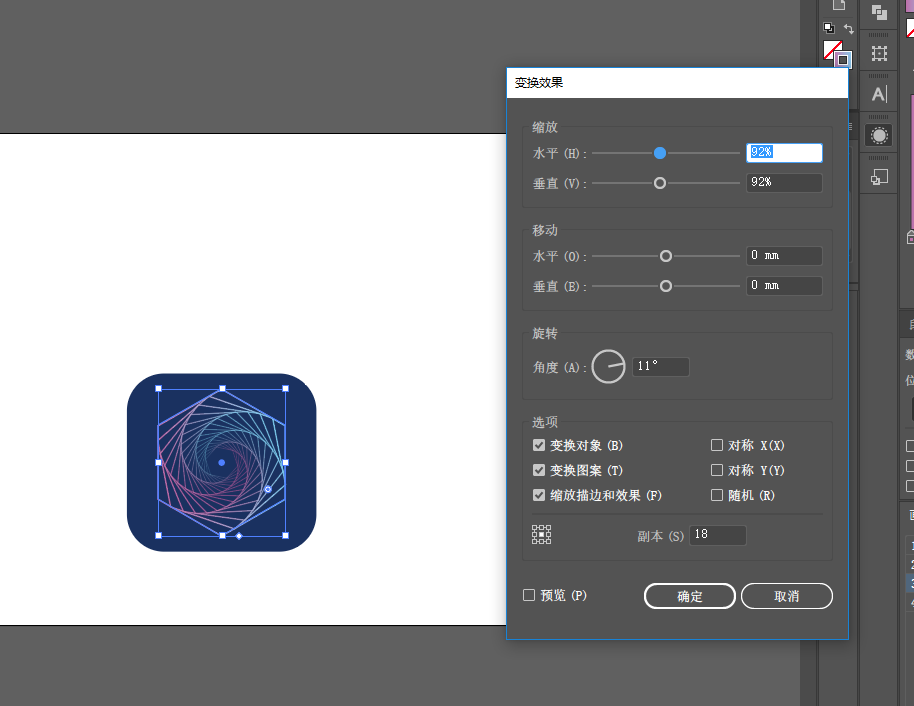 变换效果
缩放
水平 (H): 92%
垂直 (V): 92%
移动
水平 (O): 0 mm
垂直 (E): 0 mm
旋转
角度 (A): 11°
选项
变换对象 (B) 对称 X(X)
变换图案 (T) 对称 Y(Y)
缩放描边和效果 (F) 随机 (R)
副本 (S) 18
预览 (P) 确定 取消
A